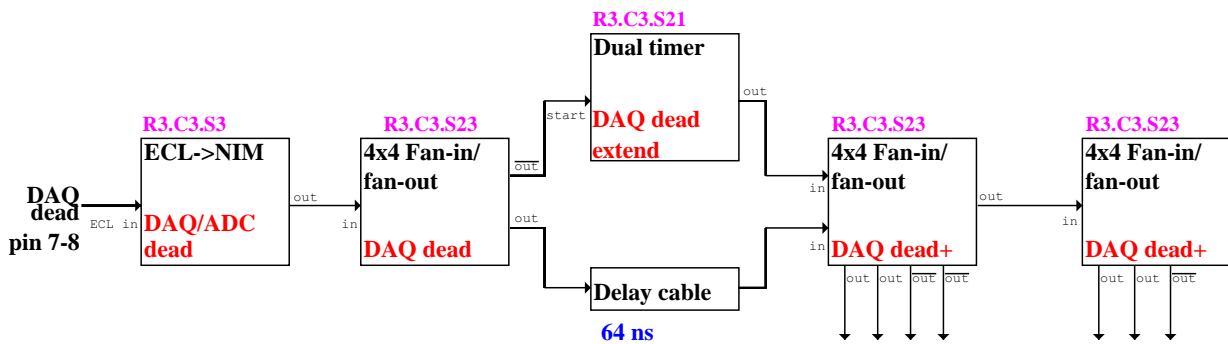 R3.C3.S21
Dual timer
start
out
DAQ dead
extend
R3.C3.S3
ECL->NIM
DAQ
dead
pin 7-8
ECL in
out
DAQ/ADC
dead
R3.C3.S23
4x4 Fan-in/
fan-out
in
out
out
DAQ dead
Delay cable
64 ns
R3.C3.S23
4x4 Fan-in/
fan-out
in
in
out
DAQ dead+
out out out out
R3.C3.S23
4x4 Fan-in/
fan-out
in
DAQ dead+
out out out